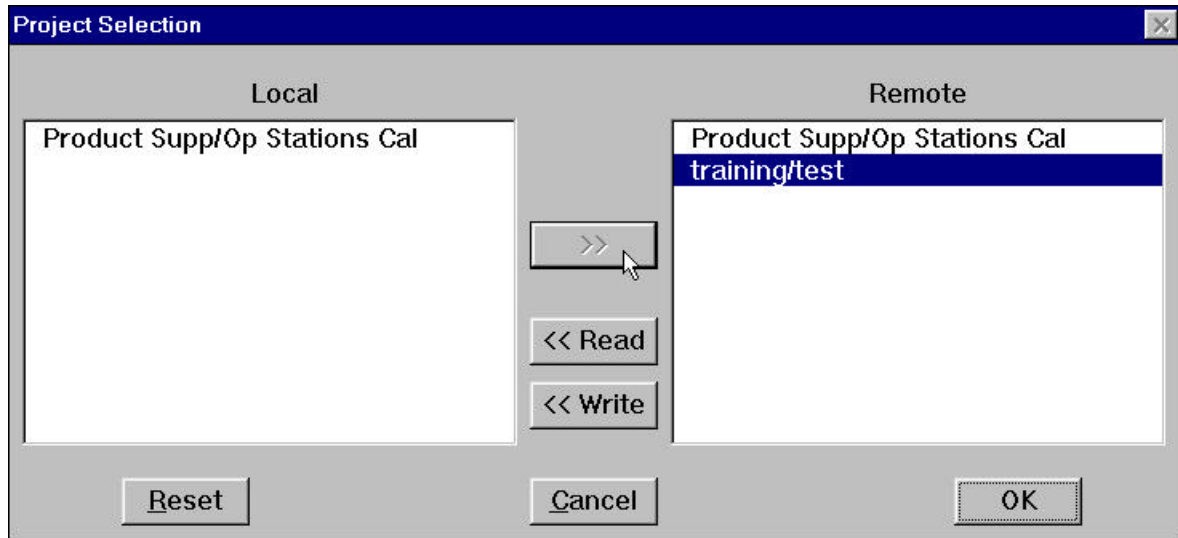 Project Selection
Local
Remote
Product Supp/Op Stations Cal
Product Supp/Op Stations Cal
training/test
>>
<< Read
<< Write
Reset
Cancel
OK